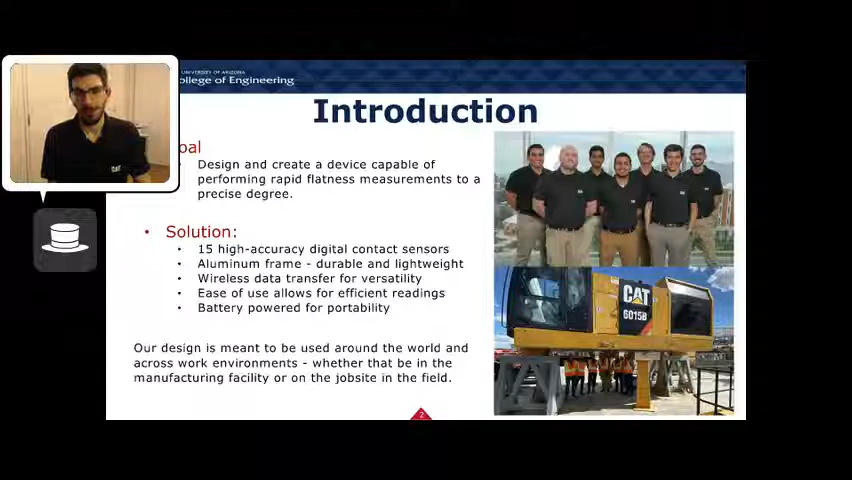 UNIVERSITY OF ARIZONA
ollege of Engineering
Introduction
oal
Design and create a device capable of
performing rapid flatness measurements to a
precise degree.
• Solution:
• 15 high-accuracy digital contact sensors
• Aluminum frame - durable and lightweight
• Wireless data transfer for versatility
• Ease of use allows for efficient readings
• Battery powered for portability
Our design is meant to be used around the world and
across work environments - whether that be in the
manufacturing facility or on the jobsite in the field.
CAT
CAT
6015B
2